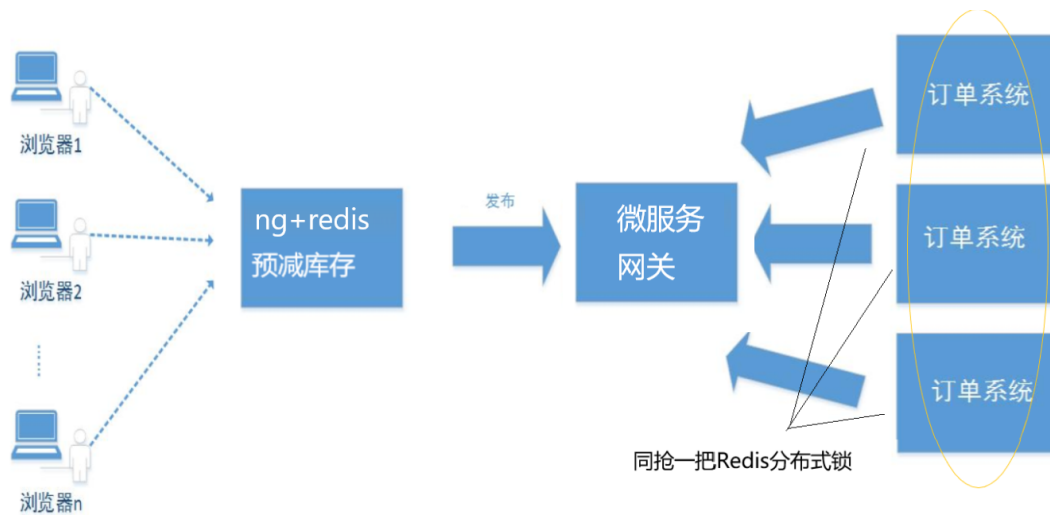 浏览器1
浏览器2
浏览器n
ng+redis
预减库存
发布
微服务
网关
订单系统
订单系统
订单系统
同抢一把Redis分布式锁